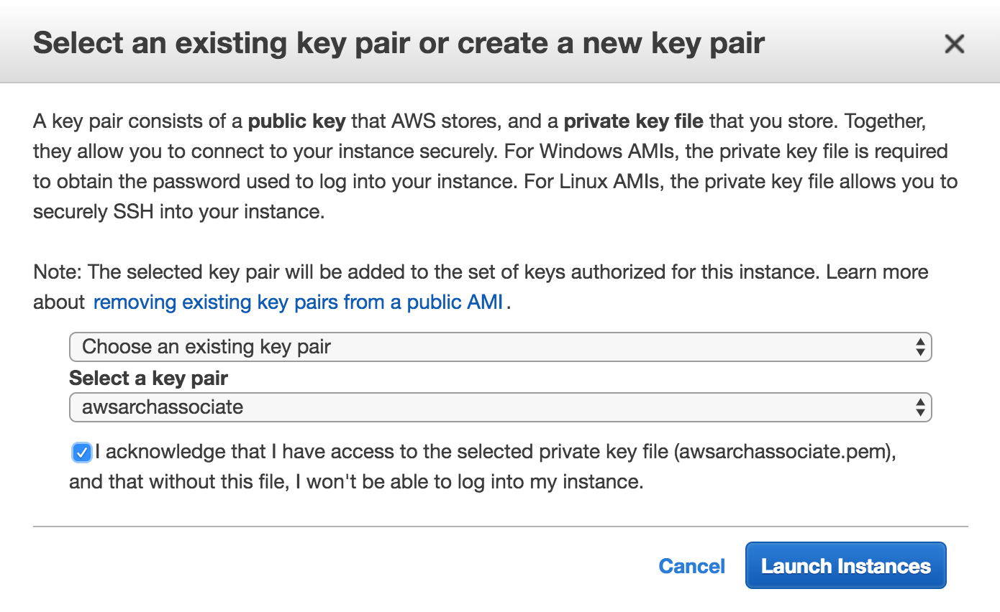 Select an existing key pair or create a new key pair
A key pair consists of a public key that AWS stores, and a private key file that you store. Together,
they allow you to connect to your instance securely. For Windows AMIs, the private key file is required
to obtain the password used to log into your instance. For Linux AMIs, the private key file allows you to
securely SSH into your instance.
Note: The selected key pair will be added to the set of keys authorized for this instance. Learn more
about removing existing key pairs from a public AMI.
Choose an existing key pair
Select a key pair
awsarchassociate
I acknowledge that I have access to the selected private key file (awsarchassociate.pem),
and that without this file, I won't be able to log into my instance.
Cancel Launch Instances